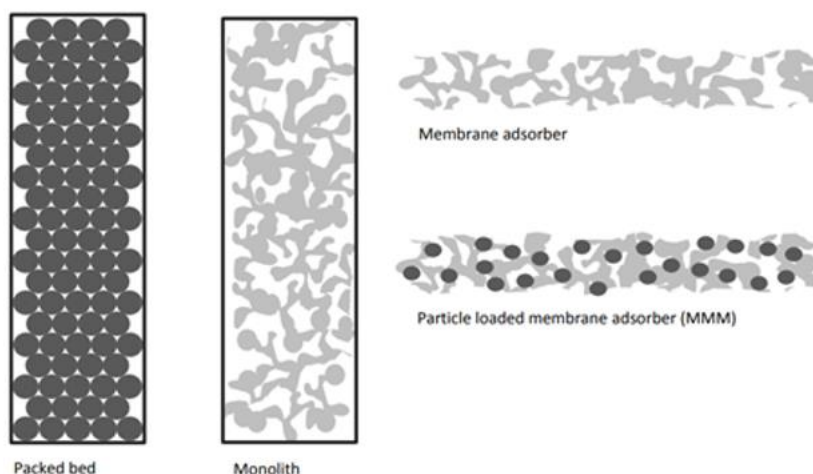 Membrane adsorber
Particle loaded membrane adsorber (MMM)
Packed bed
Monolith